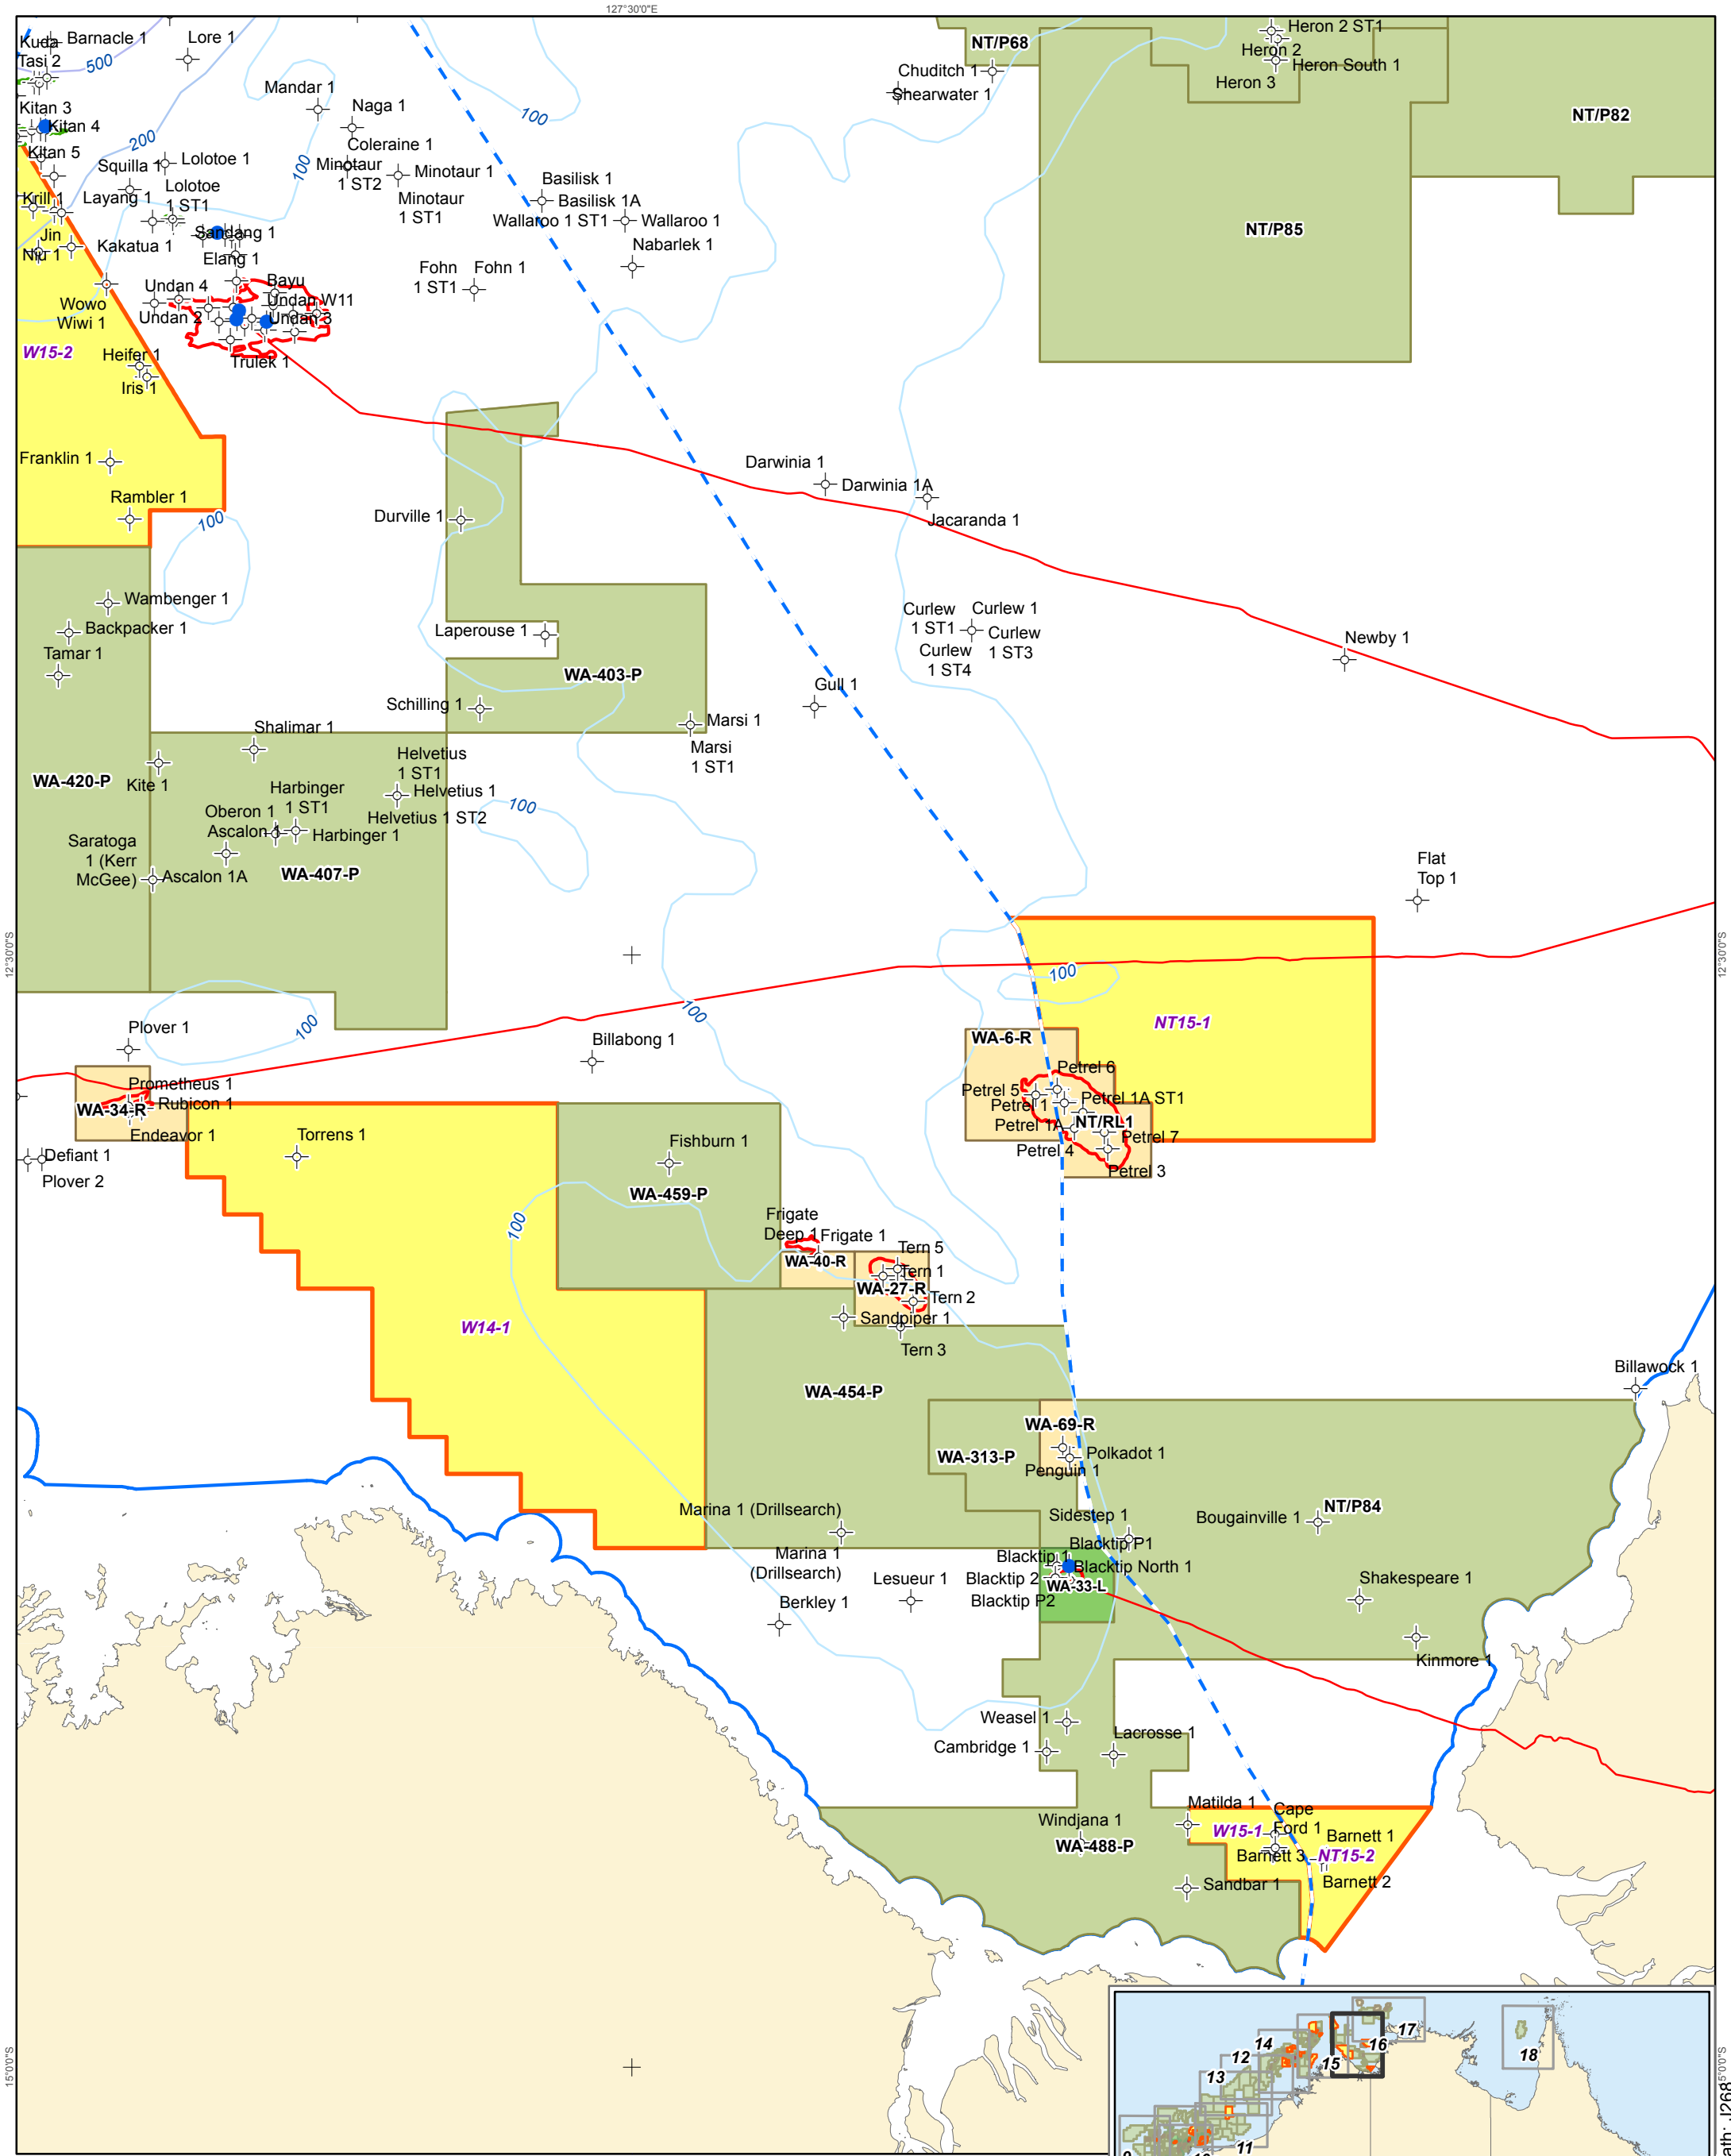 127°30'0"E
Kuda
Tasi 2
Barnacle 1
Lore 1
500
NT/P68
Heron 2 ST1
Heron 2
Heron South 1
Heron 3
Chuditch 1
Shearwater 1
Mandar 1
Naga 1
100
NT/P82
Kitan 3
Kitan 4
Kitan 5
200
Coleraine 1
100
Squilla 1
Lolotoe 1
Minotaur
1 ST2
Minotaur 1
Minotaur
1 ST1
Krill 1
Layang 1
Lolotoe
1 ST1
Basilisk 1
Basilisk 1A
Wallaroo 1 ST1
Wallaroo 1
Nabarlek 1
NT/P85
Jin
Niu 1
Kakatua 1
Sandang 1
Elang 1
Fohn
1 ST1
Fohn 1
Undan 4
Bayu
Undan W11
Undan 2
Undan 3
Wowo
Wiwi 1
W15-2
Heifer 1
Iris 1
Trulek 1
Franklin 1
Rambler 1
100
Darwinia 1
Darwinia 1A
Jacaranda 1
Durville 1
Wambenger 1
Backpacker 1
Tamar 1
Laperouse 1
Curlew
1 ST1
Curlew 1
Curlew
1 ST3
Curlew
1 ST4
Newby 1
WA-403-P
Gull 1
Schilling 1
Marsi 1
Marsi
1 ST1
Shalimar 1
Helvetius
1 ST1
WA-420-P
Kite 1
Harbinger
1 ST1
Helvetius 1
Helvetius 1 ST2
100
Oberon 1
Ascalon 1
Harbinger 1
Saratoga
1 (Kerr
McGee)
Ascalon 1A
WA-407-P
Flat
Top 1
12°30'0"S
12°30'0"S
100
NT15-1
100
100
Plover 1
Billabong 1
WA-6-R
Petrel 6
Petrel 5
Petrel 1
Petrel 1A ST1
Petrel 1A
NT/RL1
Petrel 7
Petrel 4
Petrel 3
Prometheus 1
WA-34-R
Rubicon 1
Endeavor 1
Torrens 1
Fishburn 1
Defiant 1
Plover 2
WA-459-P
100
Frigate
Deep 1
Frigate 1
WA-40-R
Tern 5
Tern 1
WA-27-R
Tern 2
Sandpiper 1
Tern 3
W14-1
WA-454-P
Billawock 1
WA-69-R
WA-313-P
Polkadot 1
Penguin 1
Marina 1 (Drillsearch)
Sidestep 1
Bougainville 1
NT/P84
Marina 1
(Drillsearch)
Blacktip P1
Blacktip 1
Blacktip North 1
Blacktip 2
WA-33-L
Blacktip P2
Lesueur 1
Berkley 1
Shakespeare 1
Kinmore 1
Weasel 1
Cambridge 1
Lacrosse 1
Windjana 1
WA-488-P
Matilda 1
Cape
Ford 1
W15-1
Barnett 1
Barnett 3
NT15-2
Barnett 2
Sandbar 1
15°0'0"S
14
12
13
15
16
17
18
11